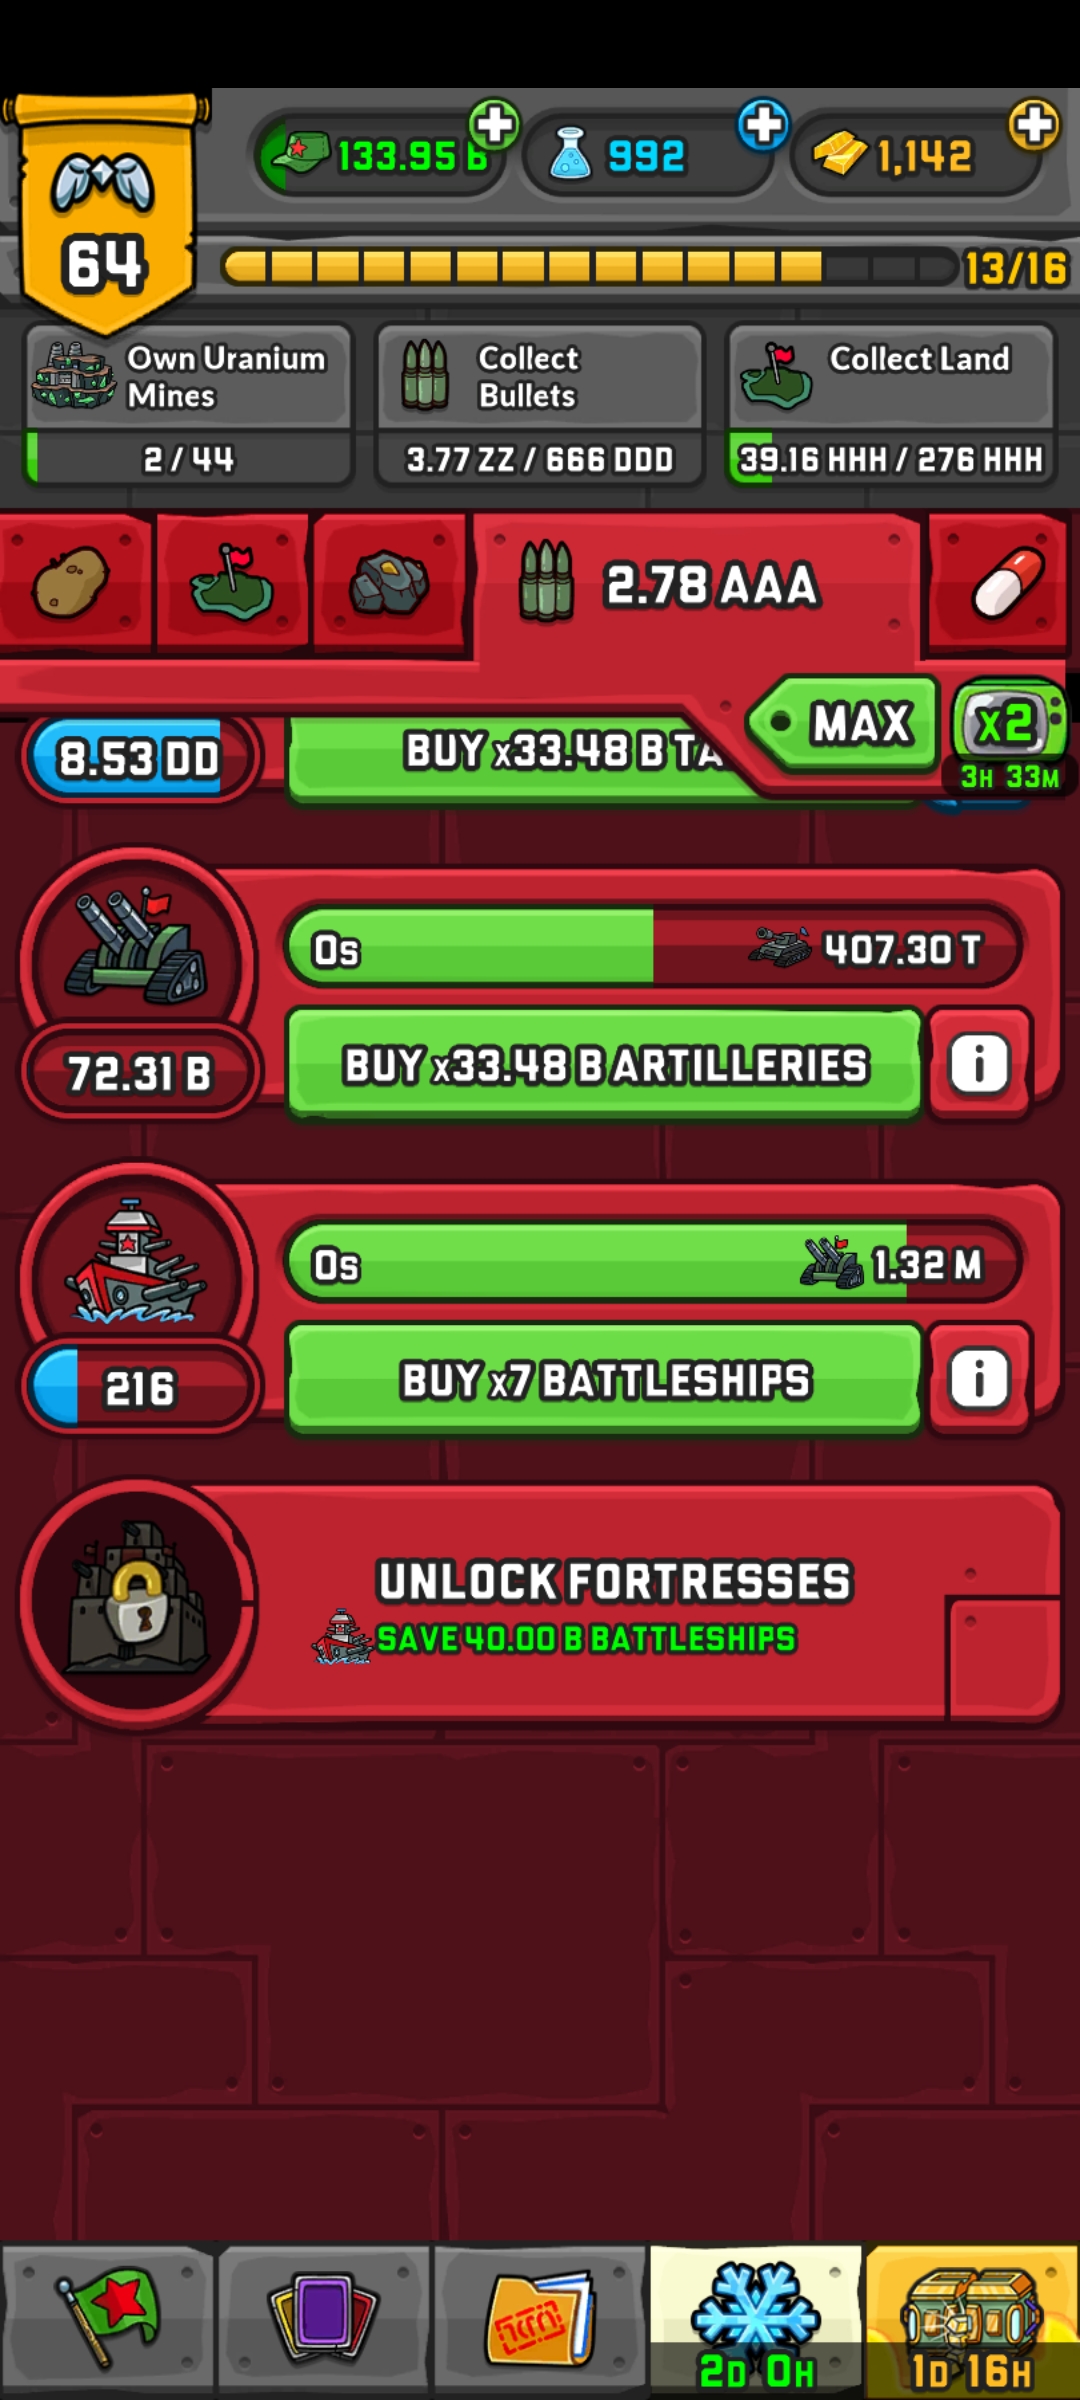 133.95 B
992
1,142
64
13/16
Own Uranium
Mines
2 / 44
Collect
Bullets
3.77 ZZ / 666 DDD
Collect Land
39.16 HHH / 276 HHH
2.78 AAA
MAX
x2
3H 33M
8.53 DD
BUY x33.48 B TA
0s
407.30 T
72.31 B
BUY x33.48 B ARTILLERIES
i
0s
1.32 M
216
BUY x7 BATTLESHIPS
i
UNLOCK FORTRESSES
SAVE 40.00 B BATTLESHIPS
2D 0H
1D 16H